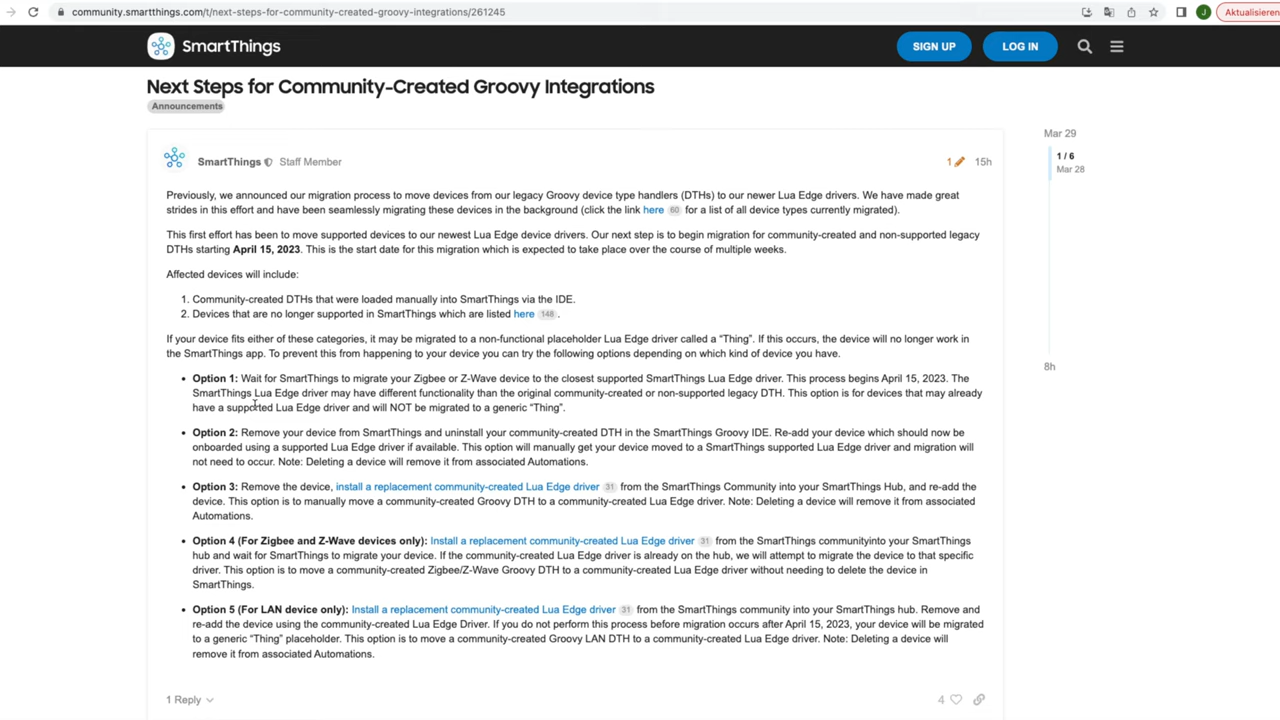 community.smartthings.com/t/next-steps-for-community-created-groovy-integrations/261245
J
Aktualisieren
SmartThings
SIGN UP
LOG IN
Next Steps for Community-Created Groovy Integrations
Announcements
SmartThings Staff Member
1
15h
Mar 29
1 / 6
Mar 28
8h
Previously, we announced our migration process to move devices from our legacy Groovy device type handlers (DTHs) to our newer Lua Edge drivers. We have made great
strides in this effort and have been seamlessly migrating these devices in the background (click the link here 60 for a list of all device types currently migrated).
This first effort has been to move supported devices to our newest Lua Edge device drivers. Our next step is to begin migration for community-created and non-supported legacy
DTHs starting April 15, 2023. This is the start date for this migration which is expected to take place over the course of multiple weeks.
Affected devices will include:
1. Community-created DTHs that were loaded manually into SmartThings via the IDE.
2. Devices that are no longer supported in SmartThings which are listed here 148 .
If your device fits either of these categories, it may be migrated to a non-functional placeholder Lua Edge driver called a “Thing”. If this occurs, the device will no longer work in
the SmartThings app. To prevent this from happening to your device you can try the following options depending on which kind of device you have.
• Option 1: Wait for SmartThings to migrate your Zigbee or Z-Wave device to the closest supported SmartThings Lua Edge driver. This process begins April 15, 2023. The
SmartThings Lua Edge driver may have different functionality than the original community-created or non-supported legacy DTH. This option is for devices that may already
have a supported Lua Edge driver and will NOT be migrated to a generic “Thing”.
• Option 2: Remove your device from SmartThings and uninstall your community-created DTH in the SmartThings Groovy IDE. Re-add your device which should now be
onboarded using a supported Lua Edge driver if available. This option will manually get your device moved to a SmartThings supported Lua Edge driver and migration will
not need to occur. Note: Deleting a device will remove it from associated Automations.
• Option 3: Remove the device, install a replacement community-created Lua Edge driver 31 from the SmartThings Community into your SmartThings Hub, and re-add the
device. This option is to manually move a community-created Groovy DTH to a community-created Lua Edge driver. Note: Deleting a device will remove it from associated
Automations.
• Option 4 (For Zigbee and Z-Wave devices only): Install a replacement community-created Lua Edge driver 31 from the SmartThings communityinto your SmartThings
hub and wait for SmartThings to migrate your device. If the community-created Lua Edge driver is already on the hub, we will attempt to migrate the device to that specific
driver. This option is to move a community-created Zigbee/Z-Wave Groovy DTH to a community-created Lua Edge driver without needing to delete the device in
SmartThings.
• Option 5 (For LAN device only): Install a replacement community-created Lua Edge driver 31 from the SmartThings community into your SmartThings hub. Remove and
re-add the device using the community-created Lua Edge Driver. If you do not perform this process before migration occurs after April 15, 2023, your device will be migrated
to a generic “Thing” placeholder. This option is to move a community-created Groovy LAN DTH to a community-created Lua Edge driver. Note: Deleting a device will
remove it from associated Automations.
1 Reply
4